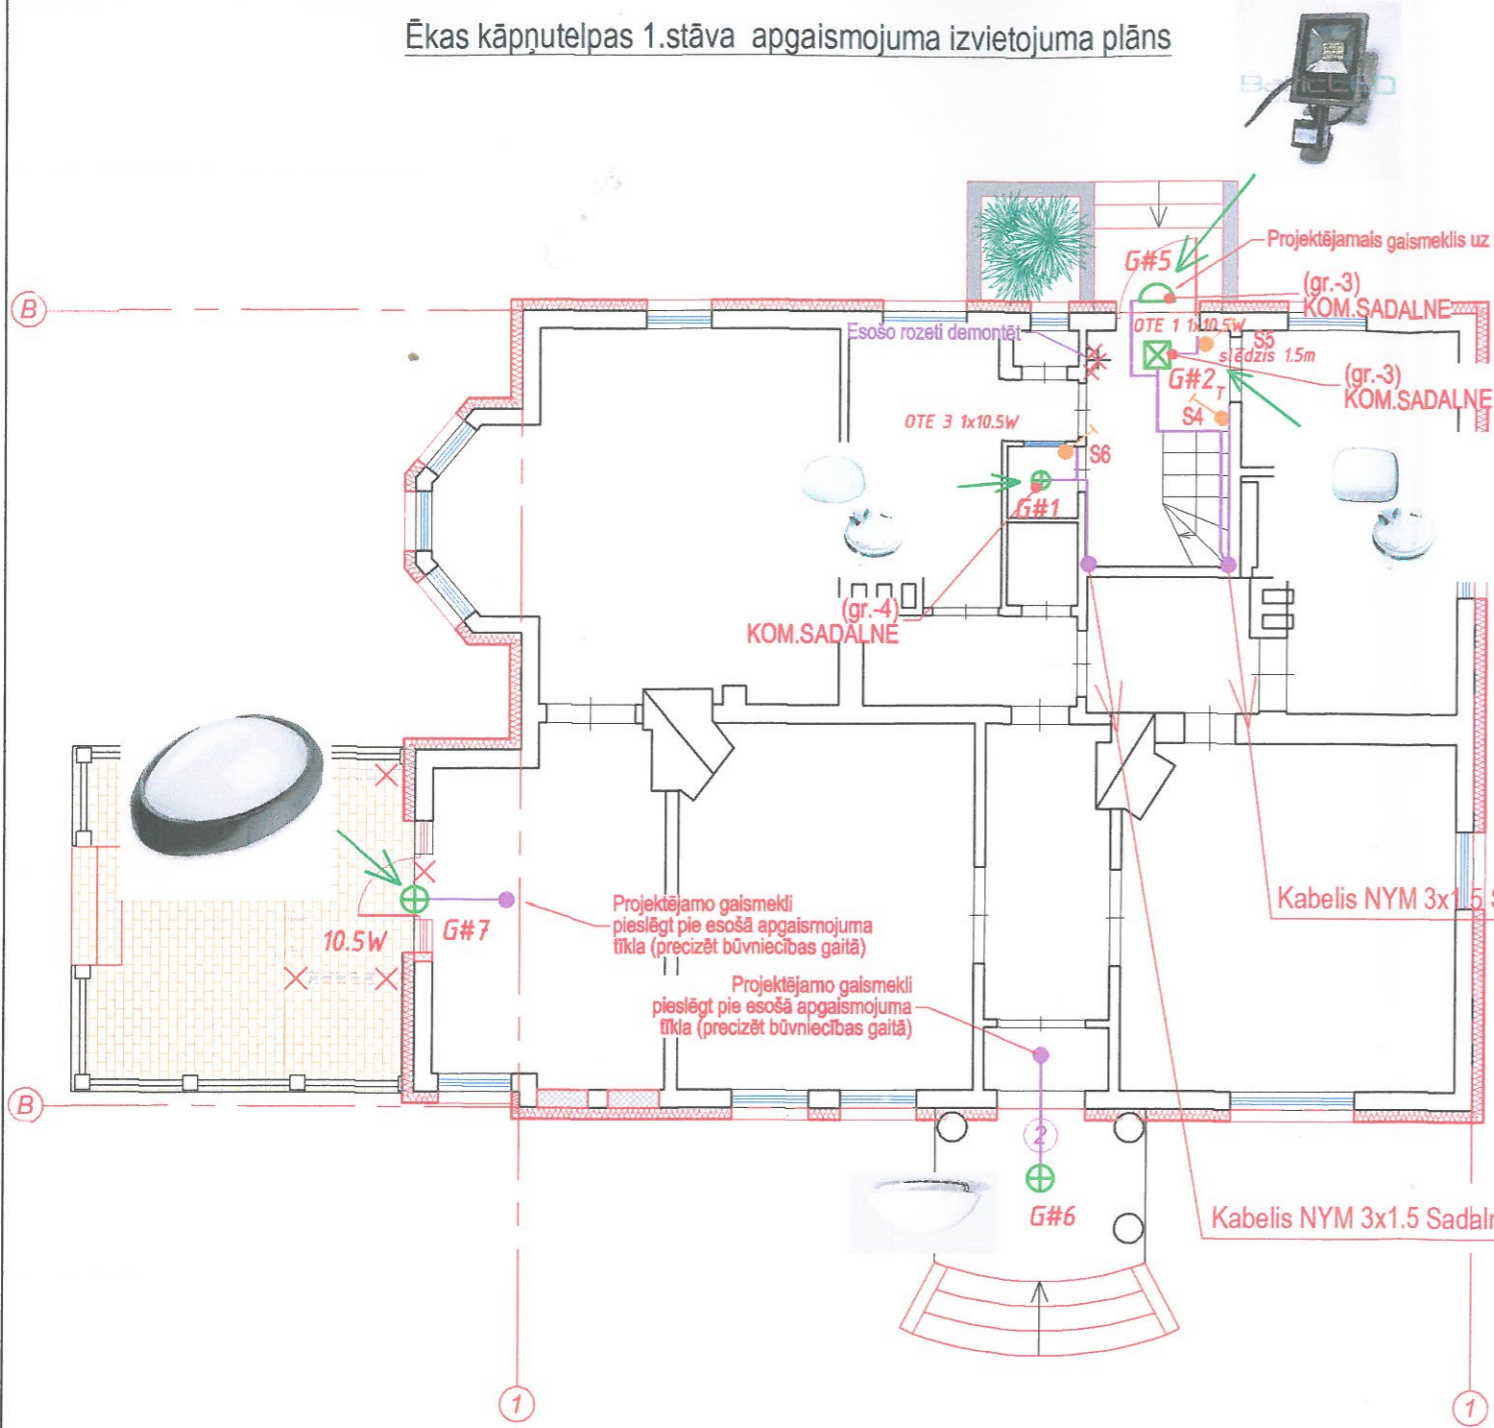 Ēkas kāpņutelpas 1.stāva apgaismojuma izvietojuma plāns
Projektējamais gaismeklis uz
G#5
(gr.-3)
KOM.SADALNE
B
Esošo rozeti demontēt
OTE 1 1x10.5W
S5
slēdzis 1.5m
(gr.-3)
KOM.SADALNE
G#2
T
S4
OTE 3 1x10.5W
S6
G#1
(gr.-4)
KOM.SADALNE
Kabelis NYM 3x1.5 S
Projektējamo gaismekli
pieslēgt pie esošā apgaismojuma
tīkla (precizēt būvniecības gaitā)
10.5W
G#7
Projektējamo gaismekli
pieslēgt pie esošā apgaismojuma
tīkla (precizēt būvniecības gaitā)
B
2
G#6
Kabelis NYM 3x1.5 Sadaln
1
1